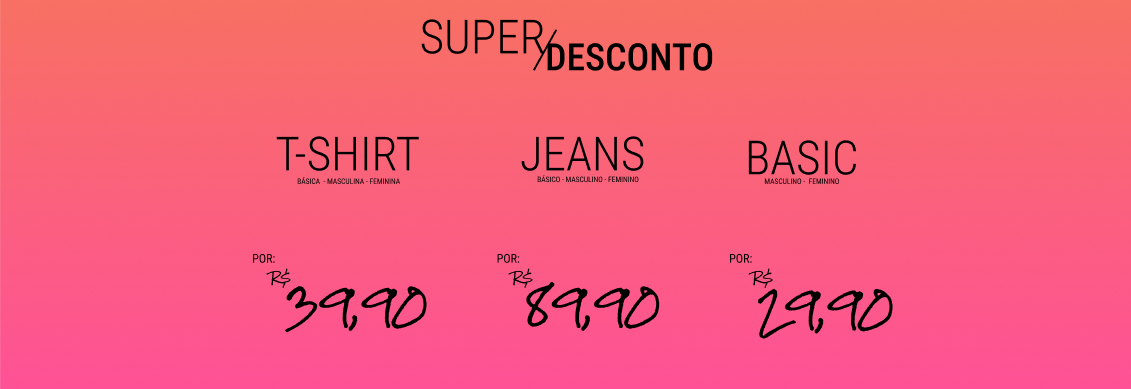 SUPER/DESCONTO
T-SHIRT
BÁSICA - MASCULINA - FEMININA
POR:
R$
39,90
JEANS
BÁSICO - MASCULINO - FEMININO
POR:
R$
89,90
BASIC
MASCULINO - FEMININO
POR:
R$
29,90